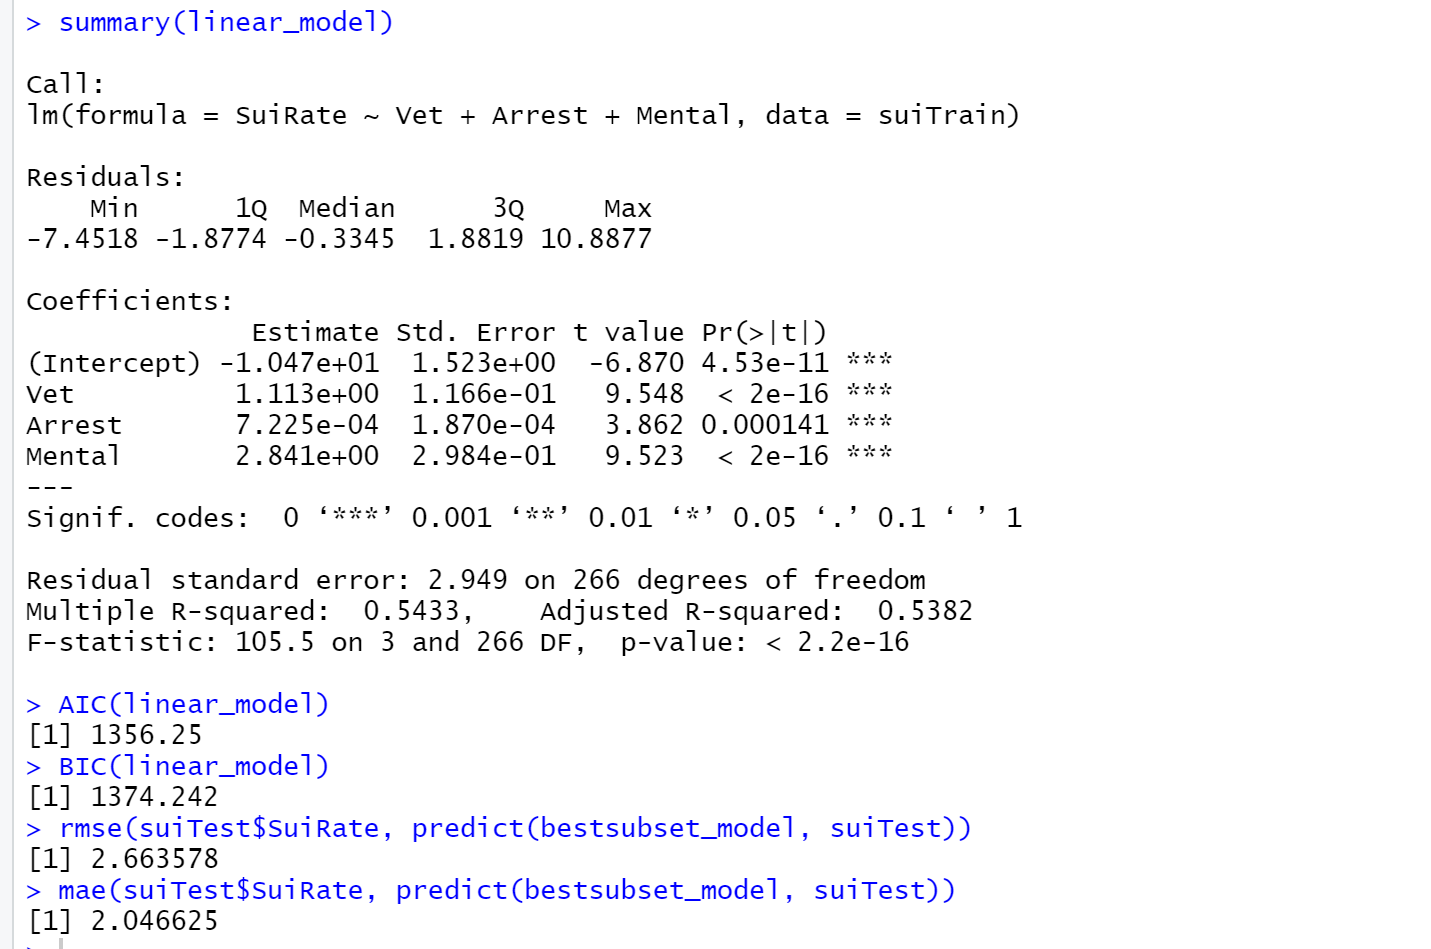 > summary(linear_model)
Call:
lm(formula = SuiRate ~ Vet + Arrest + Mental, data = suiTrain)
Residuals:
    Min      1Q  Median      3Q     Max
-7.4518 -1.8774 -0.3345  1.8819 10.8877
Coefficients:
              Estimate Std. Error t value Pr(>|t|)
(Intercept) -1.047e+01  1.523e+00  -6.870 4.53e-11 ***
Vet          1.113e+00  1.166e-01   9.548  < 2e-16 ***
Arrest       7.225e-04  1.870e-04   3.862 0.000141 ***
Mental       2.841e+00  2.984e-01   9.523  < 2e-16 ***
---
Signif. codes:  0 ‘***’ 0.001 ‘**’ 0.01 ‘*’ 0.05 ‘.’ 0.1 ‘ ’ 1
Residual standard error: 2.949 on 266 degrees of freedom
Multiple R-squared:  0.5433,    Adjusted R-squared:  0.5382
F-statistic: 105.5 on 3 and 266 DF,  p-value: < 2.2e-16
> AIC(linear_model)
[1] 1356.25
> BIC(linear_model)
[1] 1374.242
> rmse(suiTest$SuiRate, predict(bestsubset_model, suiTest))
[1] 2.663578
> mae(suiTest$SuiRate, predict(bestsubset_model, suiTest))
[1] 2.046625